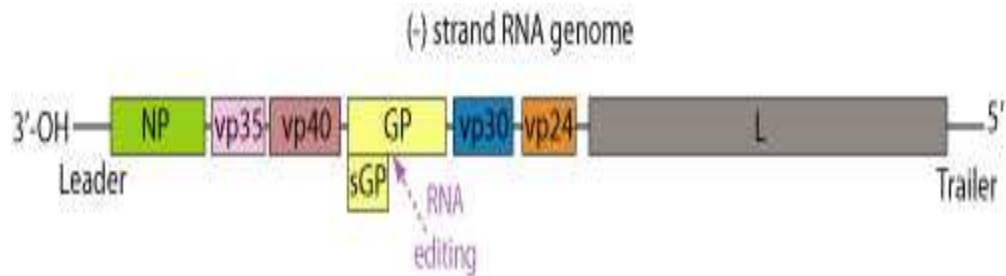 (-) strand RNA genome
3'-OH NP vp35 vp40 GP vp30 vp24 L 5'
Leader sGP RNA editing Trailer